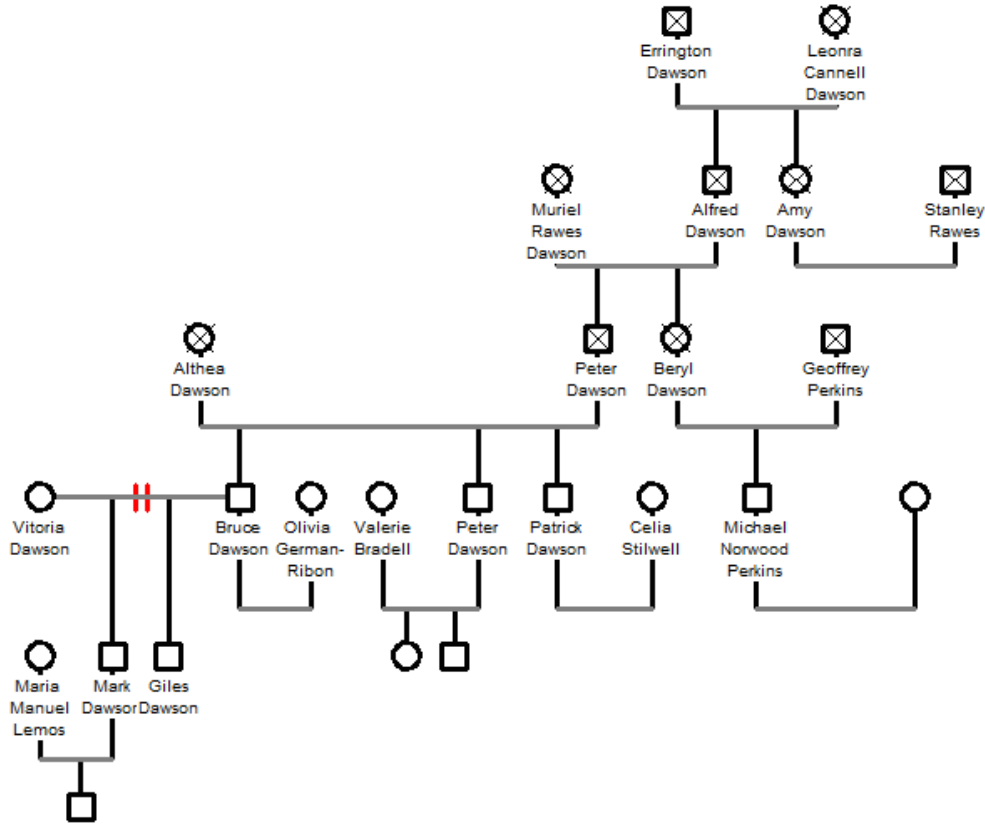 Errington
Dawson
Leonra
Cannell
Dawson
Muriel
Rawes
Dawson
Alfred
Dawson
Amy
Dawson
Stanley
Rawes
Althea
Dawson
Peter
Dawson
Beryl
Dawson
Geoffrey
Perkins
Vitoria
Dawson
Bruce
Dawson
Olivia
German-
Ribon
Valerie
Bradell
Peter
Dawson
Patrick
Dawson
Celia
Stilwell
Michael
Norwood
Perkins
Maria
Manuel
Lemos
Mark
Dawson
Giles
Dawson